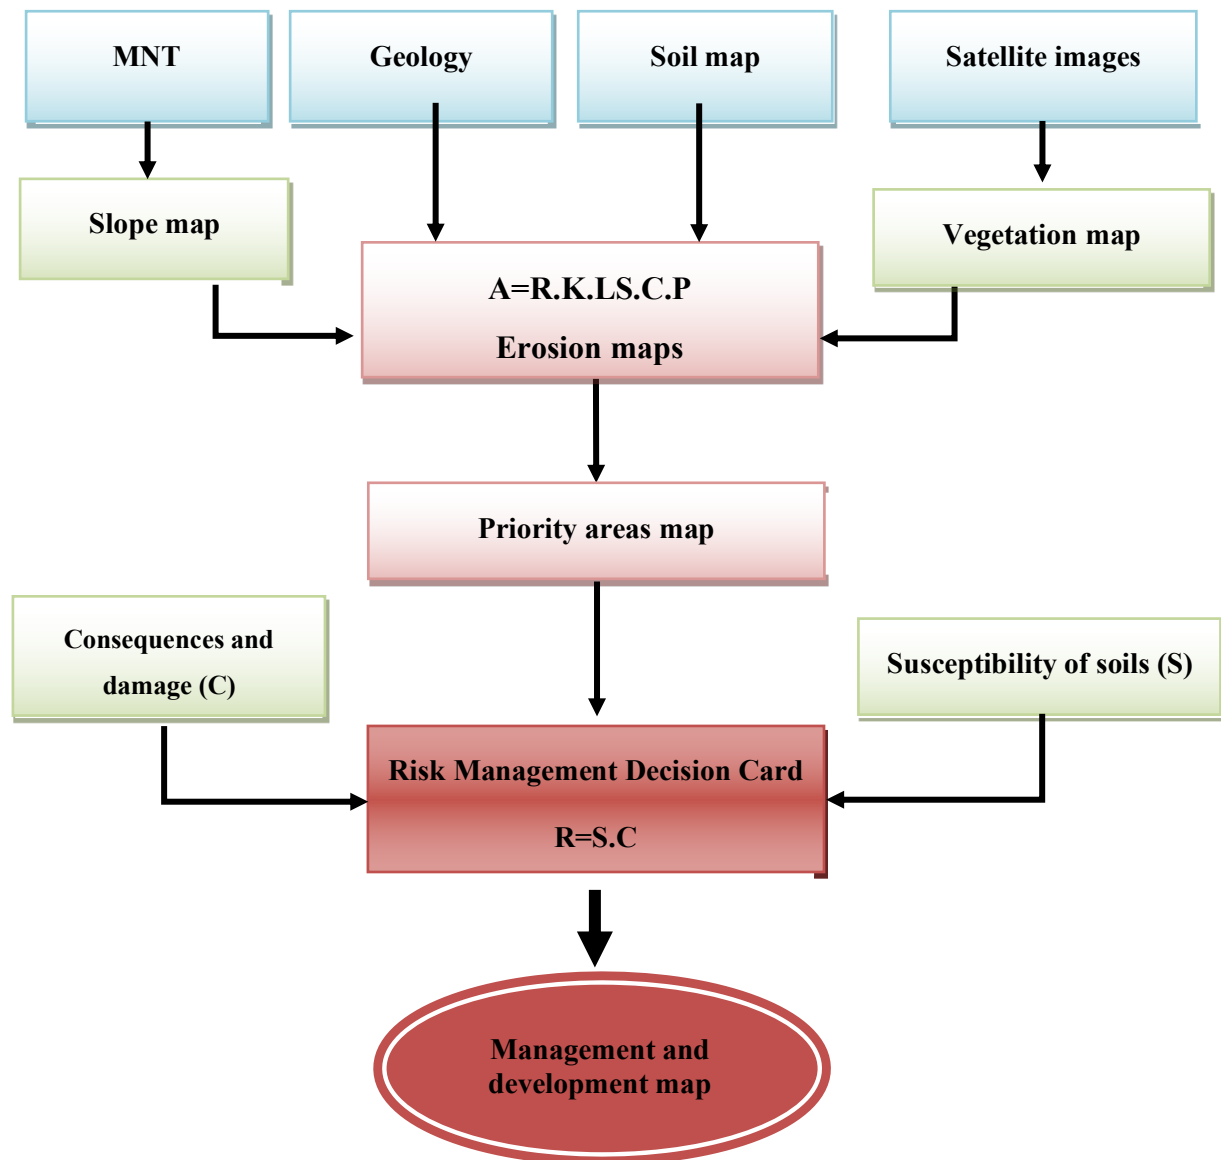 MNT
Geology
Soil map
Satellite images
Slope map
Vegetation map
A=R.K.LS.C.P
Erosion maps
Priority areas map
Consequences and
damage (C)
Susceptibility of soils (S)
Risk Management Decision Card
R=S.C
Management and
development map